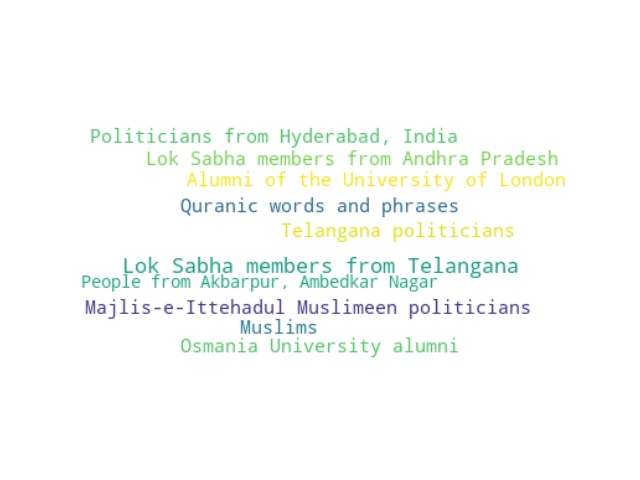 Politicians from Hyderabad, India
Lok Sabha members from Andhra Pradesh
Alumni of the University of London
Quranic words and phrases
Telangana politicians
Lok Sabha members from Telangana
People from Akbarpur, Ambedkar Nagar
Majlis-e-Ittehadul Muslimeen politicians
Muslims
Osmania University alumni